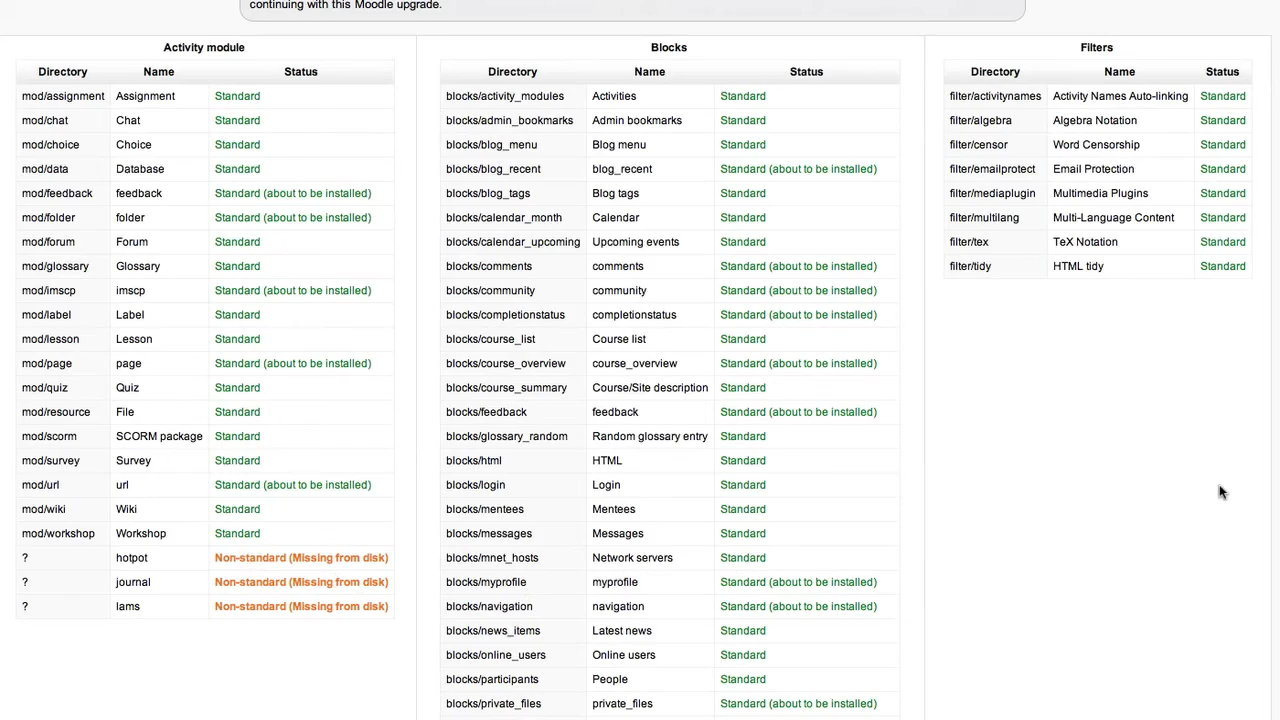 continuing with this Moodle upgrade.
Activity module
Directory Name Status
mod/assignment Assignment Standard
mod/chat Chat Standard
mod/choice Choice Standard
mod/data Database Standard
mod/feedback feedback Standard (about to be installed)
mod/folder folder Standard (about to be installed)
mod/forum Forum Standard
mod/glossary Glossary Standard
mod/imscp imscp Standard (about to be installed)
mod/label Label Standard
mod/lesson Lesson Standard
mod/page page Standard (about to be installed)
mod/quiz Quiz Standard
mod/resource File Standard
mod/scorm SCORM package Standard
mod/survey Survey Standard
mod/url url Standard (about to be installed)
mod/wiki Wiki Standard
mod/workshop Workshop Standard
? hotpot Non-standard (Missing from disk)
? journal Non-standard (Missing from disk)
? lams Non-standard (Missing from disk)
Blocks
Directory Name Status
blocks/activity_modules Activities Standard
blocks/admin_bookmarks Admin bookmarks Standard
blocks/blog_menu Blog menu Standard
blocks/blog_recent blog_recent Standard (about to be installed)
blocks/blog_tags Blog tags Standard
blocks/calendar_month Calendar Standard
blocks/calendar_upcoming Upcoming events Standard
blocks/comments comments Standard (about to be installed)
blocks/community community Standard (about to be installed)
blocks/completionstatus completionstatus Standard (about to be installed)
blocks/course_list Course list Standard
blocks/course_overview course_overview Standard (about to be installed)
blocks/course_summary Course/Site description Standard
blocks/feedback feedback Standard (about to be installed)
blocks/glossary_random Random glossary entry Standard
blocks/html HTML Standard
blocks/login Login Standard
blocks/mentees Mentees Standard
blocks/messages Messages Standard
blocks/mnet_hosts Network servers Standard
blocks/myprofile myprofile Standard (about to be installed)
blocks/navigation navigation Standard (about to be installed)
blocks/news_items Latest news Standard
blocks/online_users Online users Standard
blocks/participants People Standard
blocks/private_files private_files Standard (about to be installed)
Filters
Directory Name Status
filter/activitynames Activity Names Auto-linking Standard
filter/algebra Algebra Notation Standard
filter/censor Word Censorship Standard
filter/emailprotect Email Protection Standard
filter/mediaplugin Multimedia Plugins Standard
filter/multilang Multi-Language Content Standard
filter/tex TeX Notation Standard
filter/tidy HTML tidy Standard